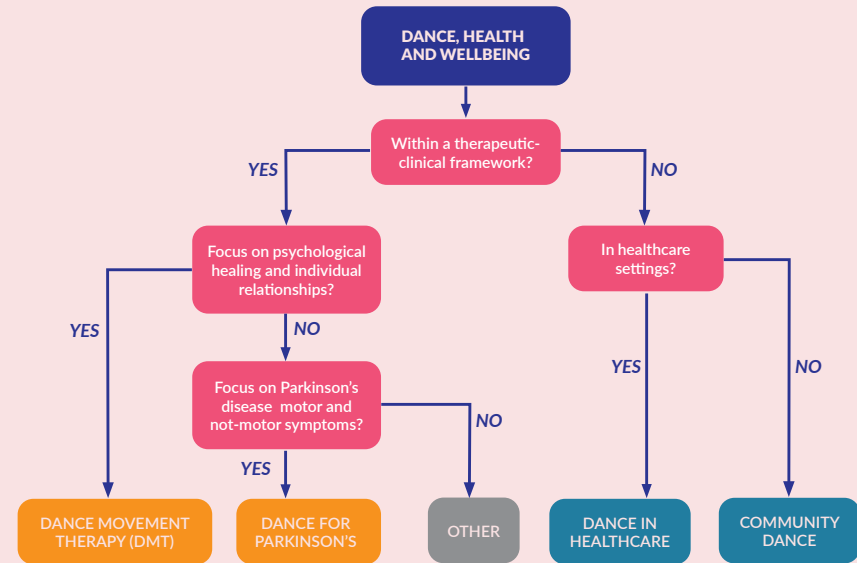 DANCE, HEALTH
AND WELLBEING
Within a therapeutic-
clinical framework?
YES
NO
Focus on psychological
healing and individual
relationships?
In healthcare
settings?
YES
NO
Focus on Parkinson's
disease motor and
not-motor symptoms?
YES
NO
NO
YES
DANCE MOVEMENT
THERAPY (DMT)
DANCE FOR
PARKINSON'S
OTHER
DANCE IN
HEALTHCARE
COMMUNITY
DANCE